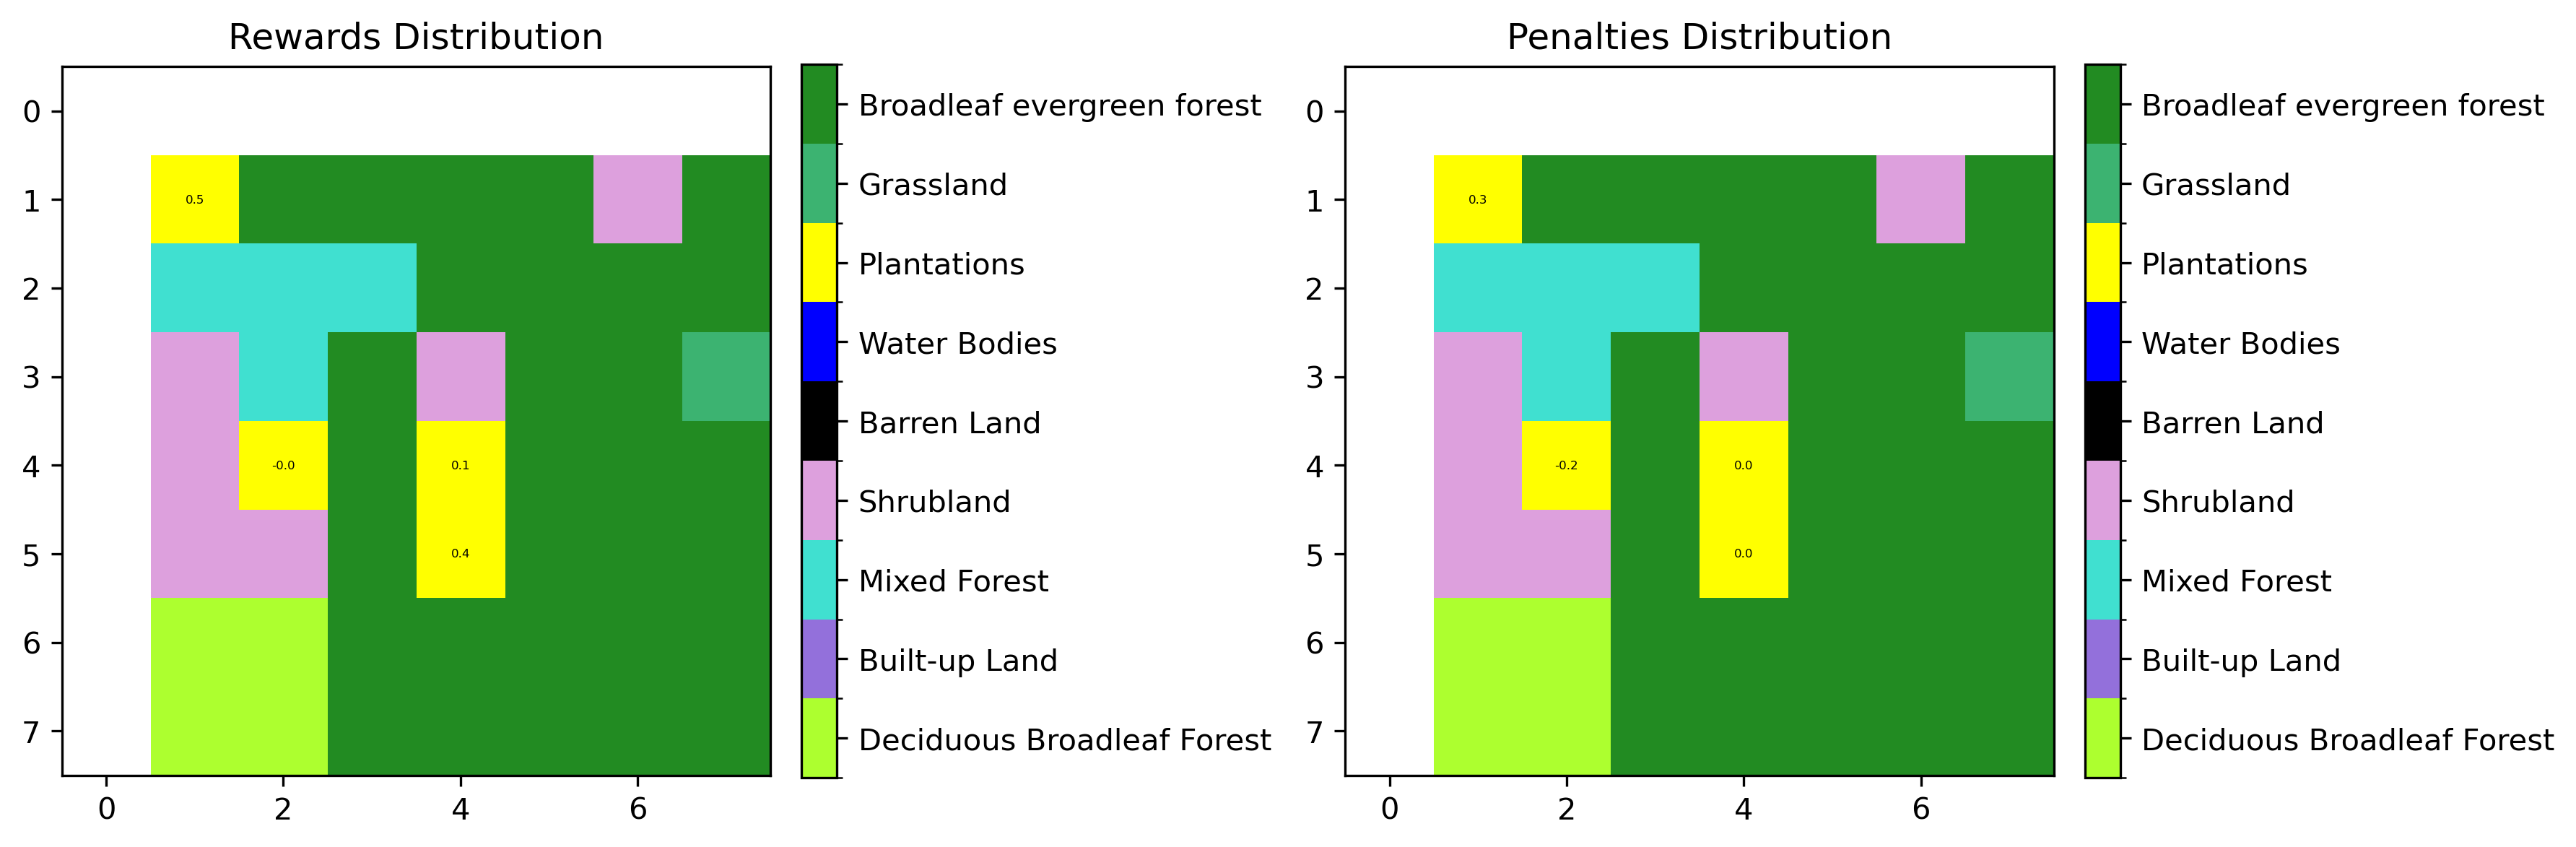 Rewards Distribution
0
1
2
3
4
5
6
7
0.5
-0.0
0.1
0.4
0
2
4
6
Broadleaf evergreen forest
Grassland
Plantations
Water Bodies
Barren Land
Shrubland
Mixed Forest
Built-up Land
Deciduous Broadleaf Forest
Penalties Distribution
0
1
2
3
4
5
6
7
0.3
-0.2
0.0
0.0
0
2
4
6
Broadleaf evergreen forest
Grassland
Plantations
Water Bodies
Barren Land
Shrubland
Mixed Forest
Built-up Land
Deciduous Broadleaf Forest